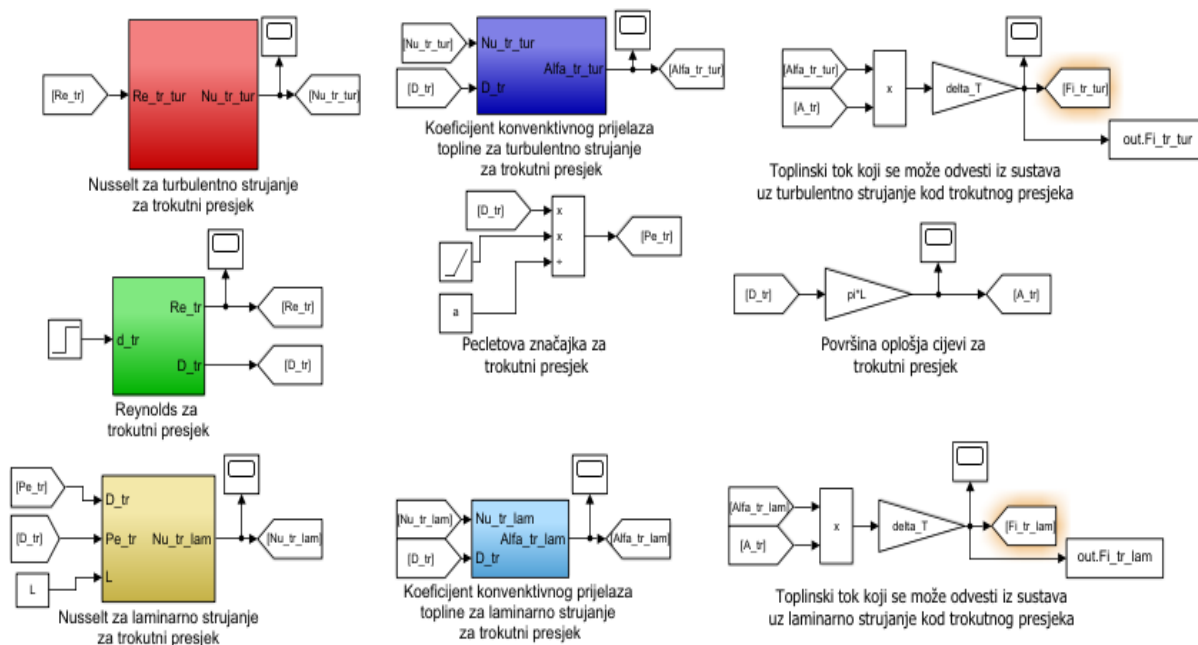 [Re_tr]
Re_tr_tur
Nu_tr_tur
[Nu_tr_tur]
Nusselt za turbulentno strujanje
za trokutni presjek
[Nu_tr_tur]
[D_tr]
Nu_tr_tur
Alfa_tr_tur
D_tr
[Alfa_tr_tur]
Koeficijent konvenktivnog prijelaza
topline za turbulentno strujanje
za trokutni presjek
[Alfa_tr_tur]
[A_tr]
x
delta_T
[Fi_tr_tur]
out.Fi_tr_tur
Toplinski tok koji se može odvesti iz sustava
uz turbulentno strujanje kod trokutnog presjeka
d_tr
Re_tr
D_tr
[Re_tr]
[D_tr]
Reynolds za
trokutni presjek
[D_tr]
a
x
x
÷
[Pe_tr]
Pecletova značajka za
trokutni presjek
[D_tr]
pi*L
[A_tr]
Površina oplošja cijevi za
trokutni presjek
[Pe_tr]
[D_tr]
L
D_tr
Pe_tr
Nu_tr_lam
L
[Nu_tr_lam]
Nusselt za laminarno strujanje
za trokutni presjek
[Nu_tr_lam]
[D_tr]
Nu_tr_lam
Alfa_tr_lam
D_tr
[Alfa_tr_lam]
Koeficijent konvenktivnog prijelaza
topline za laminarno strujanje
za trokutni presjek
[Alfa_tr_lam]
[A_tr]
x
delta_T
[Fi_tr_lam]
out.Fi_tr_lam
Toplinski tok koji se može odvesti iz sustava
uz laminarno strujanje kod trokutnog presjeka